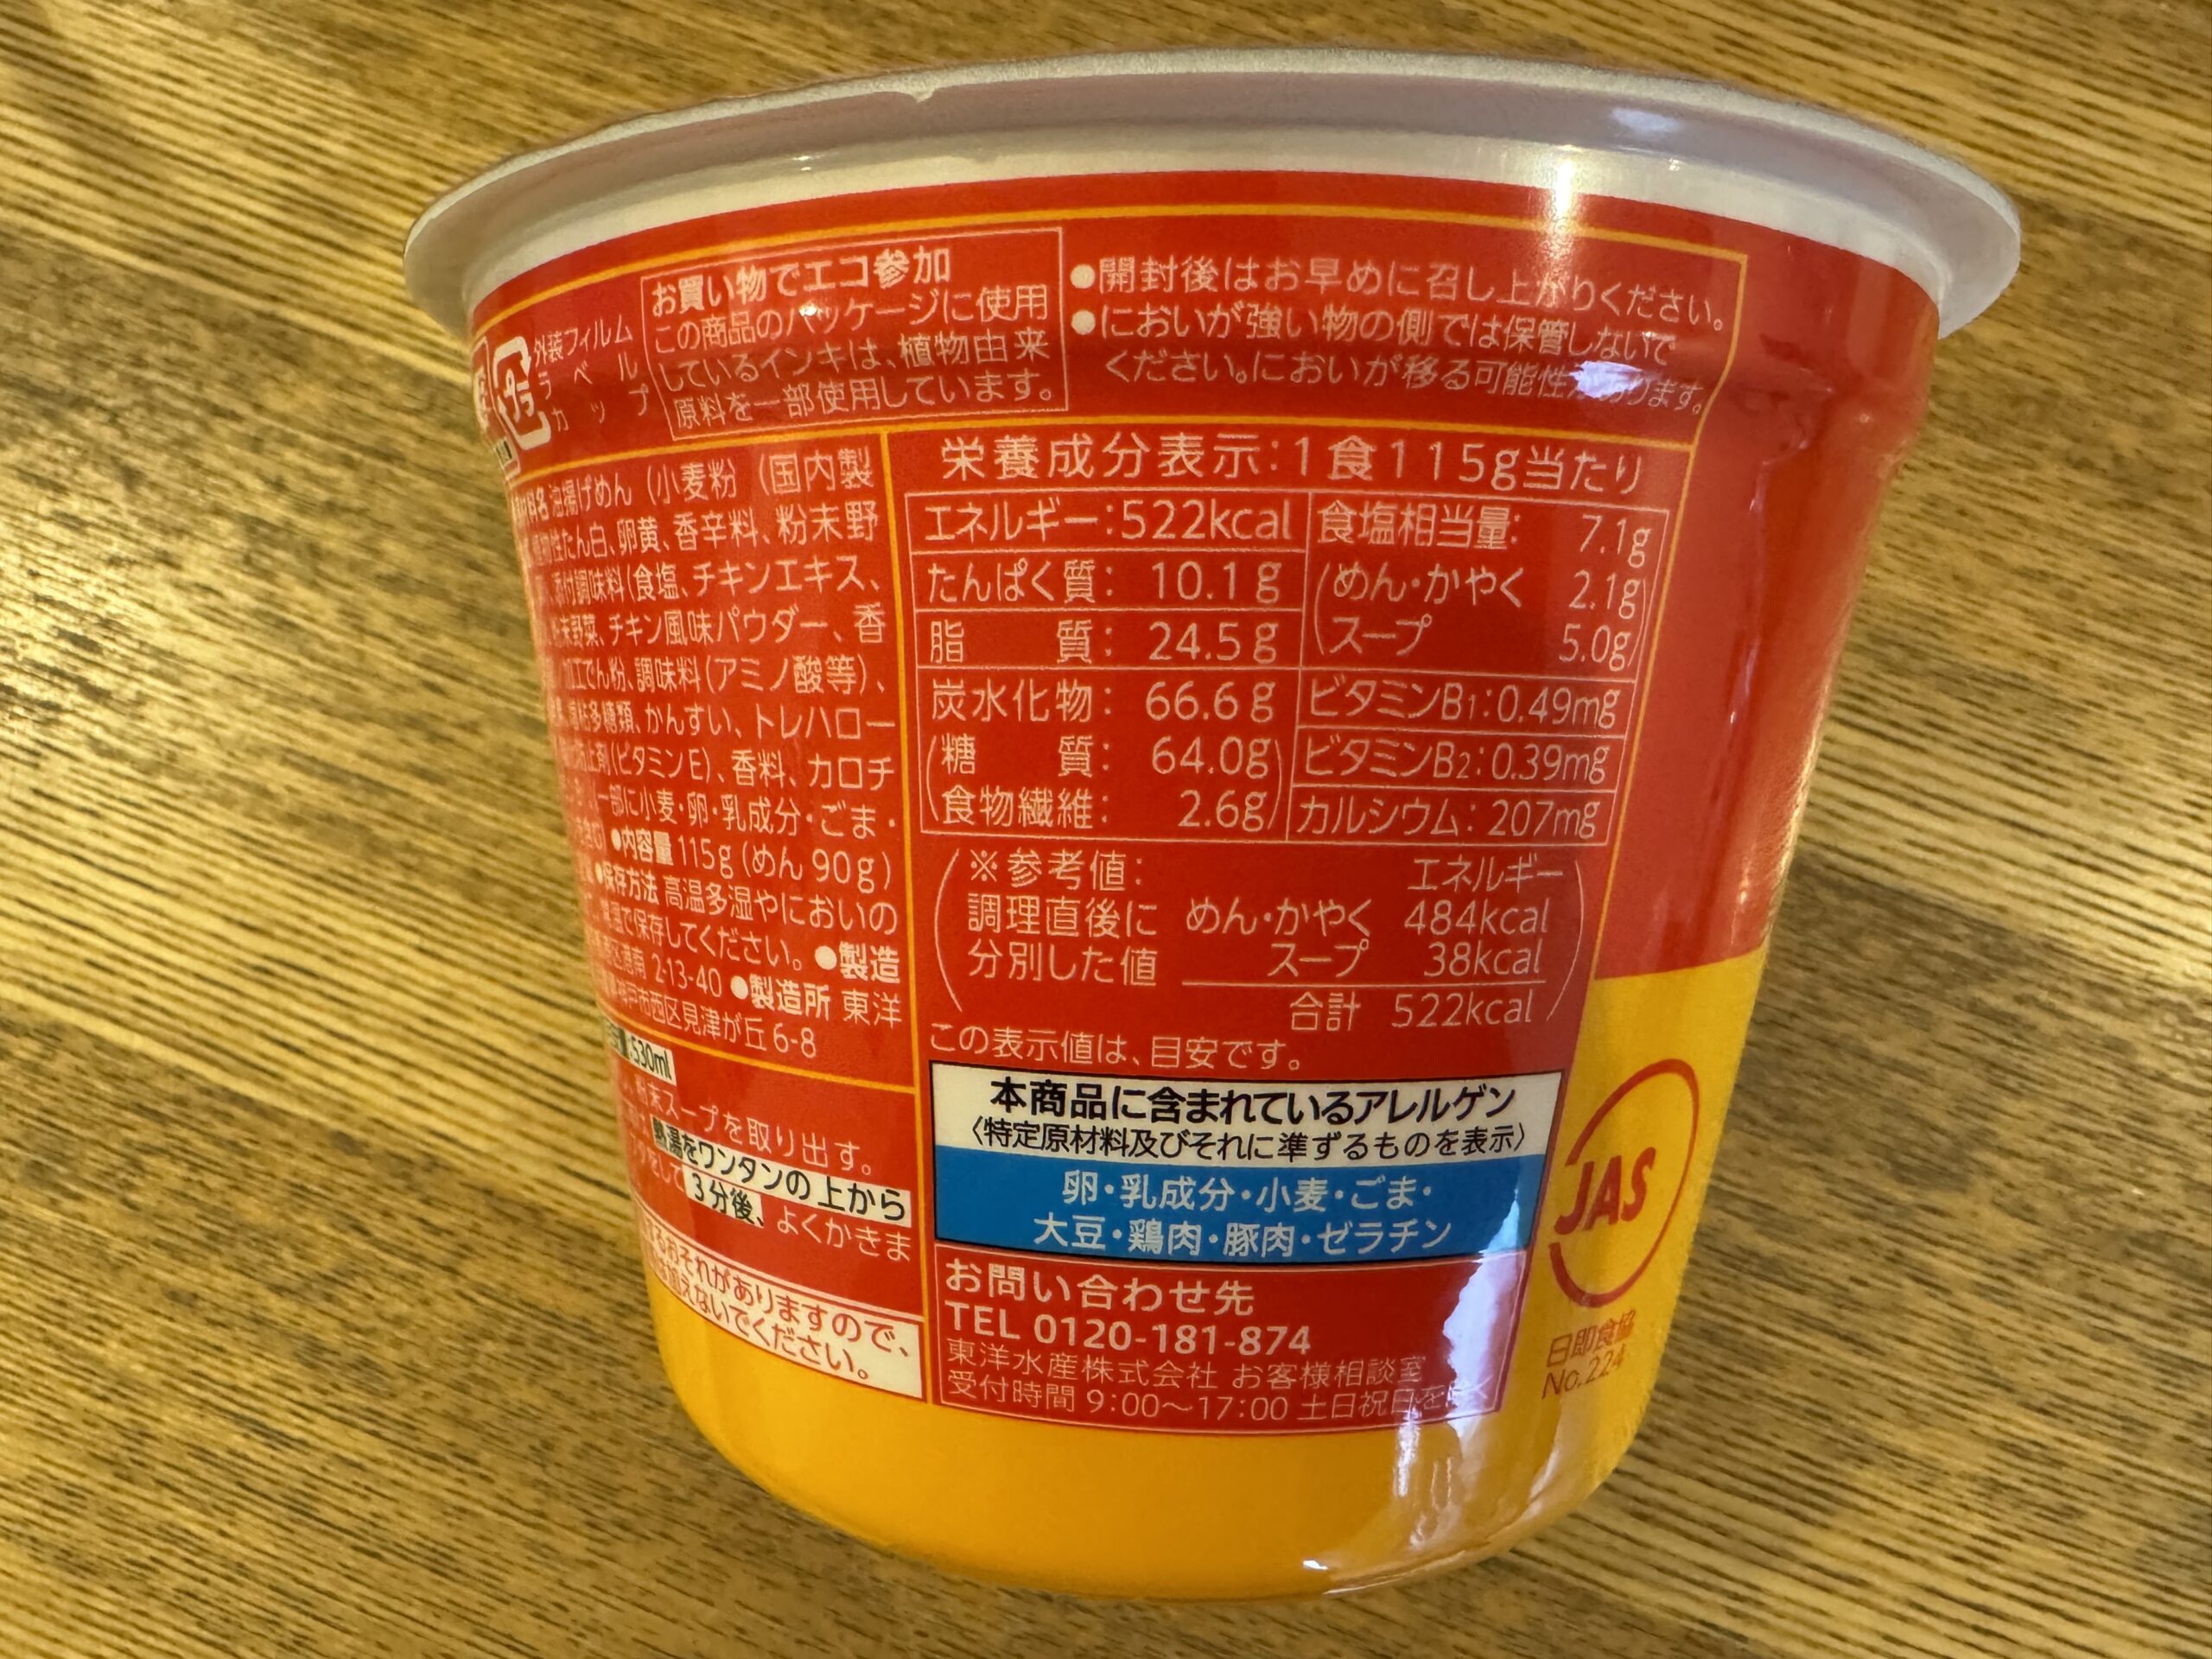 外装フィルム
ラベル
カップ
お買い物でエコ参加
この商品のパッケージに使用
しているインキは、植物由来
原料を一部使用しています。
●開封後はお早めに召し上がりください。
●においが強い物の側では保管しないで
ください。においが移る可能性があります。
油揚げめん（小麦粉（国内製
たん白、卵黄、香辛料、粉末野
添付調味料(食塩、チキンエキス、
野菜、チキン風味パウダー、香
加工でん粉、調味料(アミノ酸等)、
増粘多糖類、かんすい、トレハロー
防止剤(ビタミンE)、香料、カロチ
一部に小麦・卵・乳成分・ごま・
●内容量 115g(めん 90g)
●保存方法 高温多湿やにおいの
で保存してください。●製造
2-13-40 ●製造所 東洋
神戸市西区見津が丘6-8
:530ml
粉末スープを取り出す。
熱湯をワンタンの上から
3分後、よくかきま
おそれがありますので、
加えないでください。
栄養成分表示:1食115g当たり
エネルギー:522kcal
たんぱく質: 10.1g
脂質: 24.5g
炭水化物: 66.6g
(糖質: 64.0g)
(食物繊維: 2.6g)
食塩相当量: 7.1g
(めん・かやく 2.1g)
(スープ 5.0g)
ビタミンB1:0.49mg
ビタミンB2:0.39mg
カルシウム: 207mg
※参考値: エネルギー
調理直後に めん・かやく 484kcal
分別した値 スープ 38kcal
合計 522kcal
この表示値は、目安です。
本商品に含まれているアレルゲン
〈特定原材料及びそれに準ずるものを表示〉
卵・乳成分・小麦・ごま・
大豆・鶏肉・豚肉・ゼラチン
お問い合わせ先
TEL 0120-181-874
東洋水産株式会社 お客様相談室
受付時間 9:00〜17:00 土日祝日を除く
JAS
日即食協
No.224